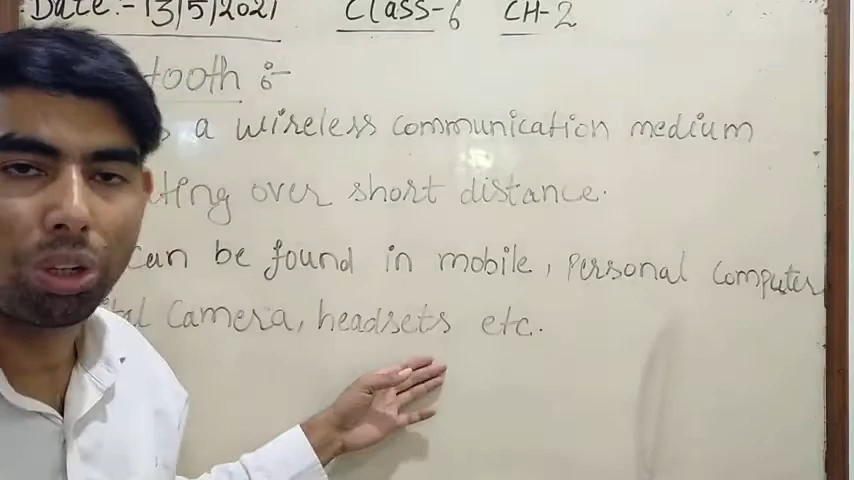 Date:- 13/5/2021 Class-6 CH-2
tooth :-
a wireless communication medium
ting over short distance.
can be found in mobile, personal computer
tal camera, headsets etc.